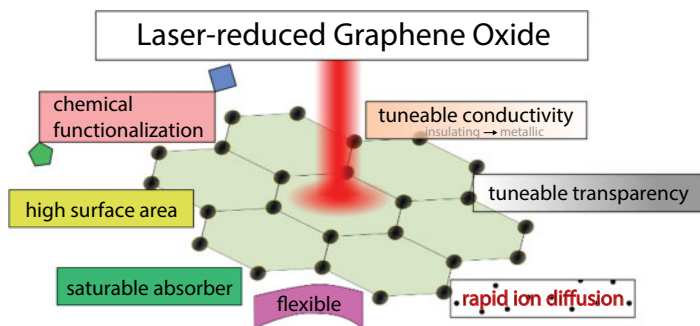 Laser-reduced Graphene Oxide
chemical
functionalization
tuneable conductivity
insulating → metallic
high surface area
tuneable transparency
saturable absorber
flexible
rapid ion diffusion